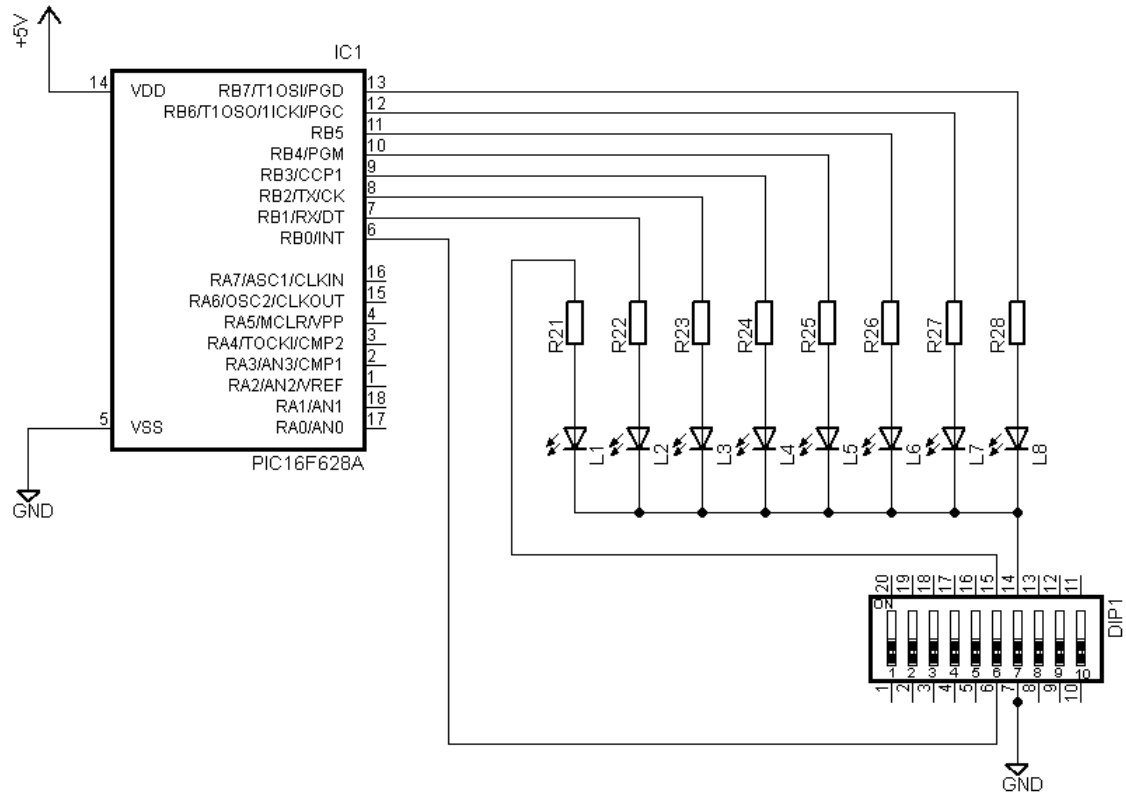 +5V
IC1
14 VDD RB7/T1OSI/PGD 13
RB6/T1OSO/1ICKI/PGC 12
RB5 11
RB4/PGM 10
RB3/CCP1 9
RB2/TX/CK 8
RB1/RX/DT 7
RB0/INT 6
RA7/ASC1/CLKIN 16
RA6/OSC2/CLKOUT 15
RA5/MCLR/VPP 4
RA4/TOCKI/CMP2 3
RA3/AN3/CMP1 2
RA2/AN2/VREF 1
RA1/AN1 18
5 VSS RA0/AN0 17
PIC16F628A
GND
R21 R22 R23 R24 R25 R26 R27 R28
L1 L2 L3 L4 L5 L6 L7 L8
20 19 18 17 16 15 14 13 12 11
ON
DIP1
1 2 3 4 5 6 7 8 9 10
1 2 3 4 5 6 7 8 9 10
GND